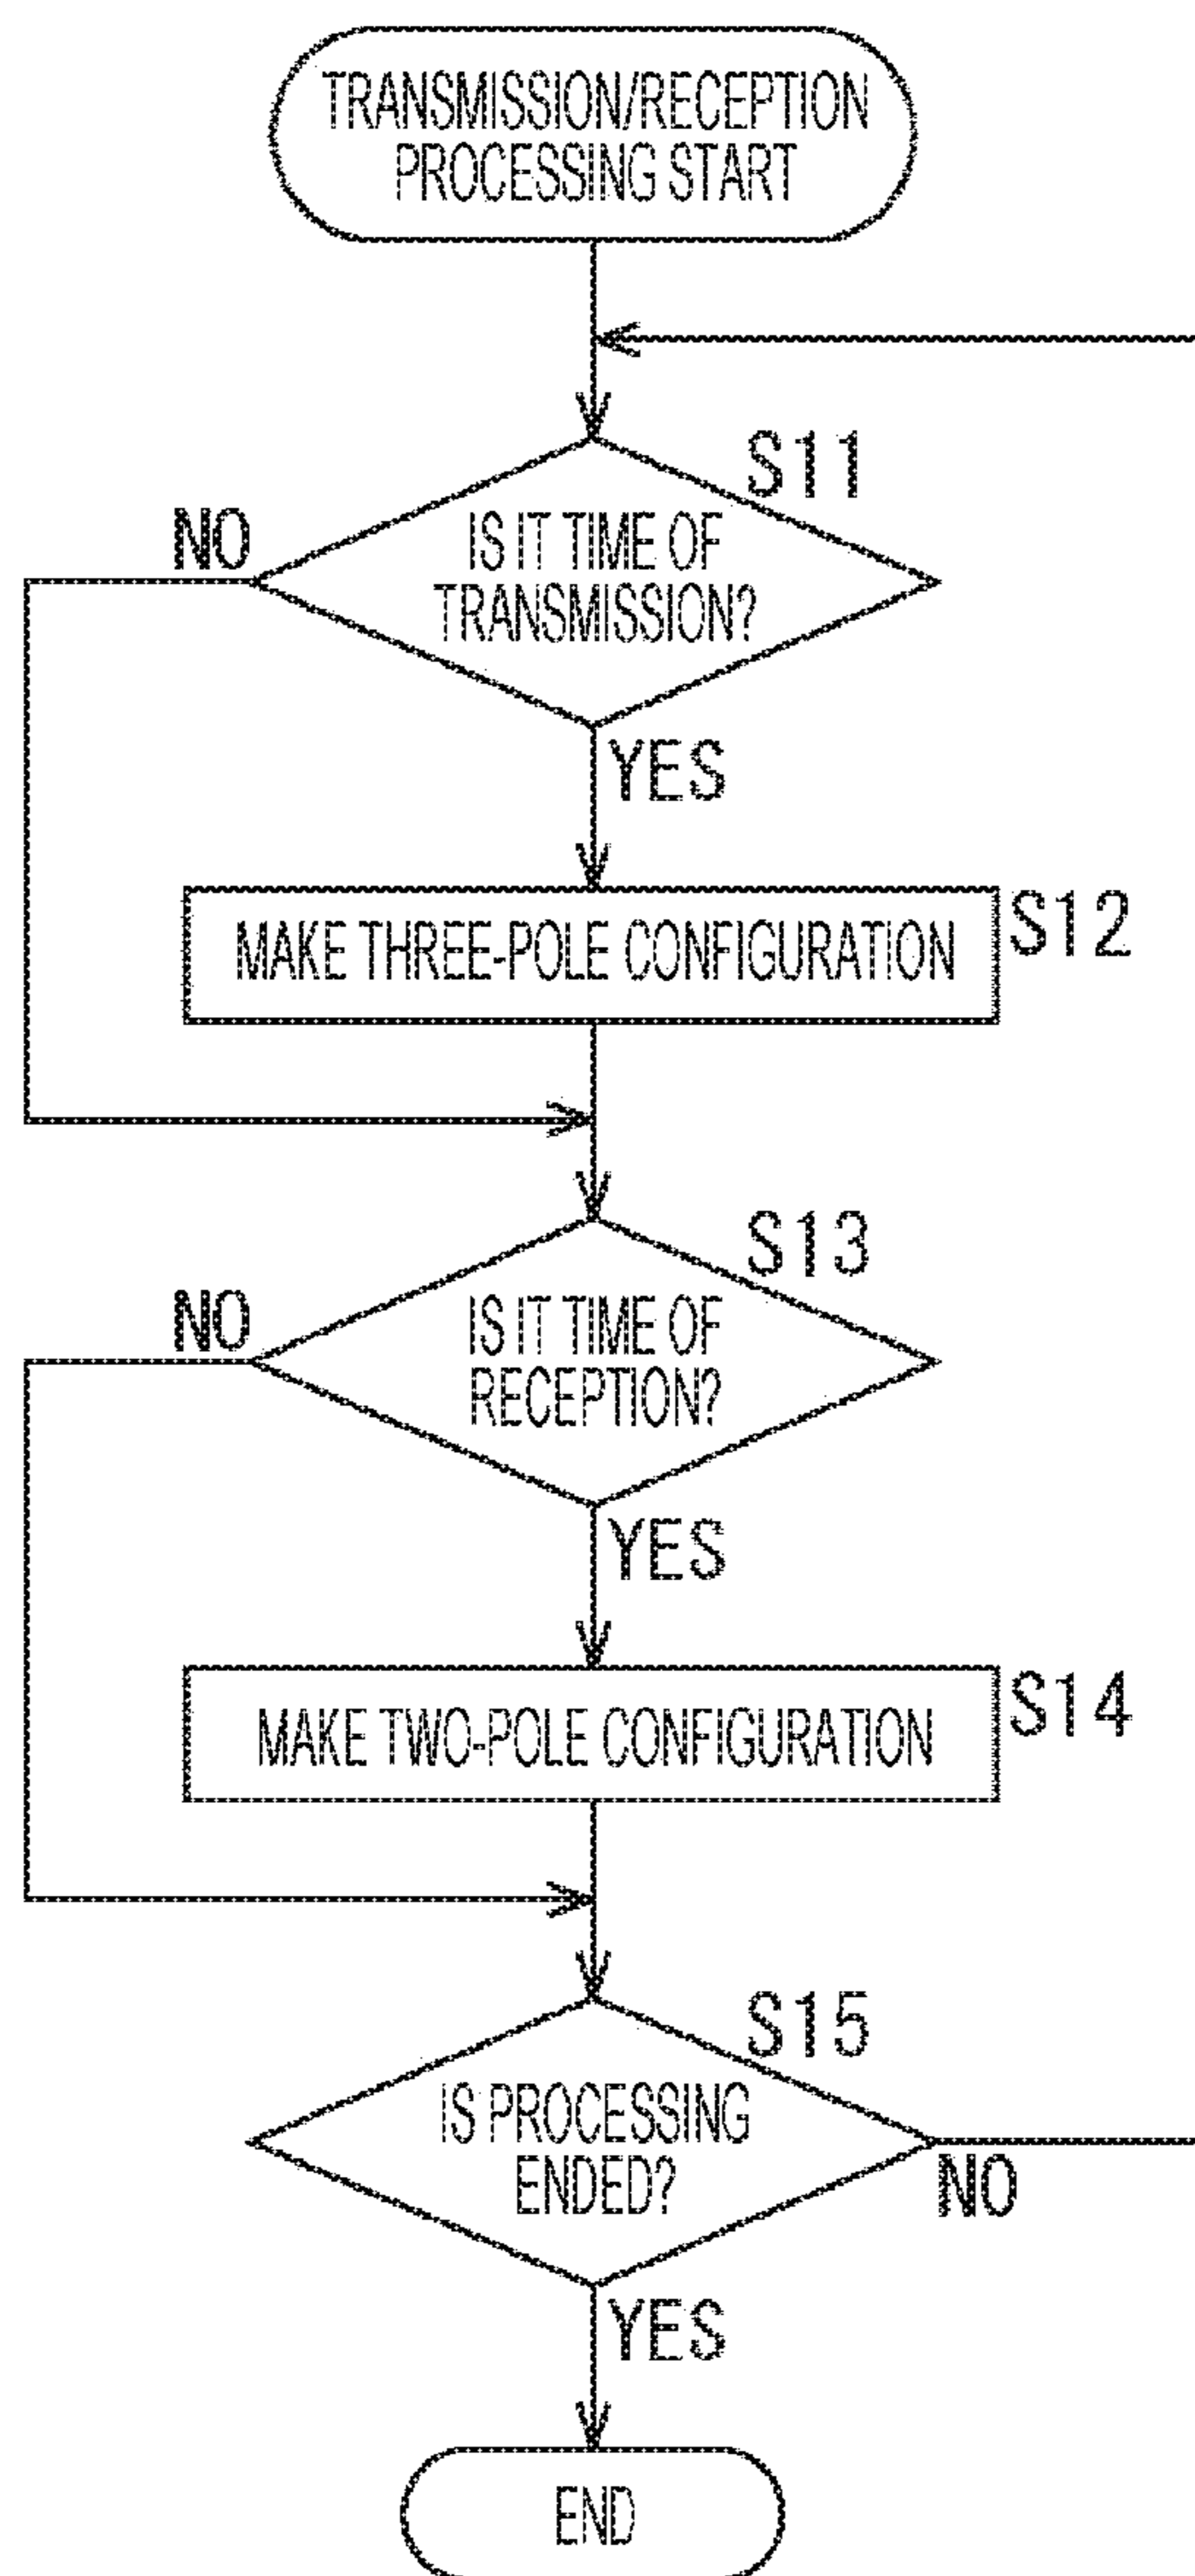 TRANSMISSION/RECEPTION
PROCESSING START
S11
NO
IS IT TIME OF
TRANSMISSION?
YES
MAKE THREE-POLE CONFIGURATION
S12
S13
NO
IS IT TIME OF
RECEPTION?
YES
MAKE TWO-POLE CONFIGURATION
S14
S15
IS PROCESSING
ENDED?
NO
YES
END